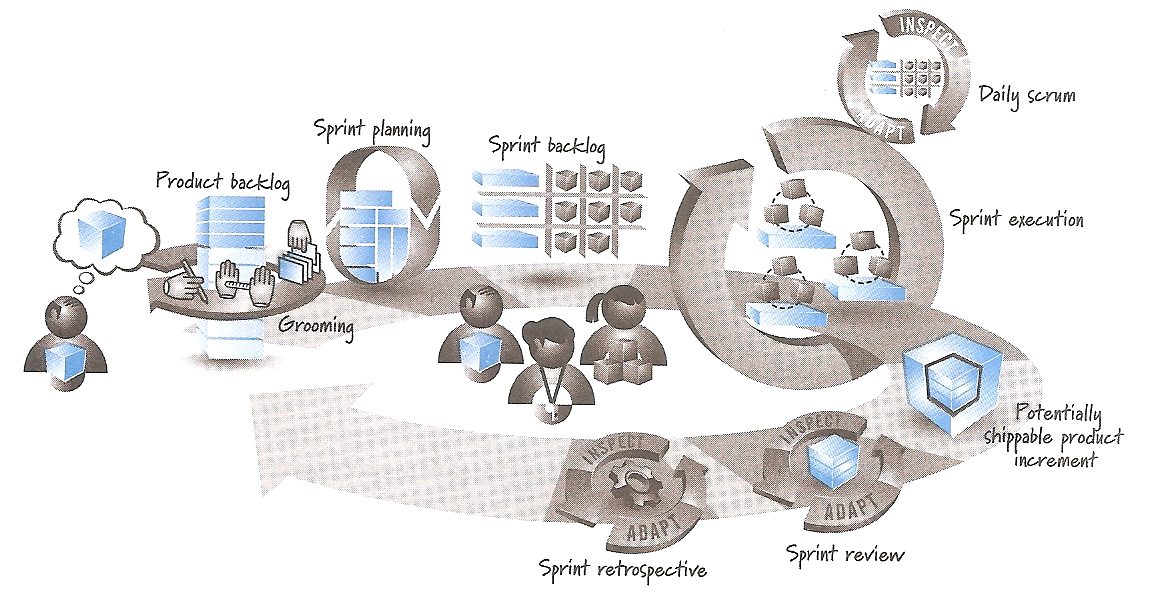 INSPECT
ADAPT
Daily scrum
Sprint planning
Sprint backlog
Product backlog
Sprint execution
Grooming
Potentially
shippable product
increment
INSPECT
ADAPT
Sprint review
INSPECT
ADAPT
Sprint retrospective